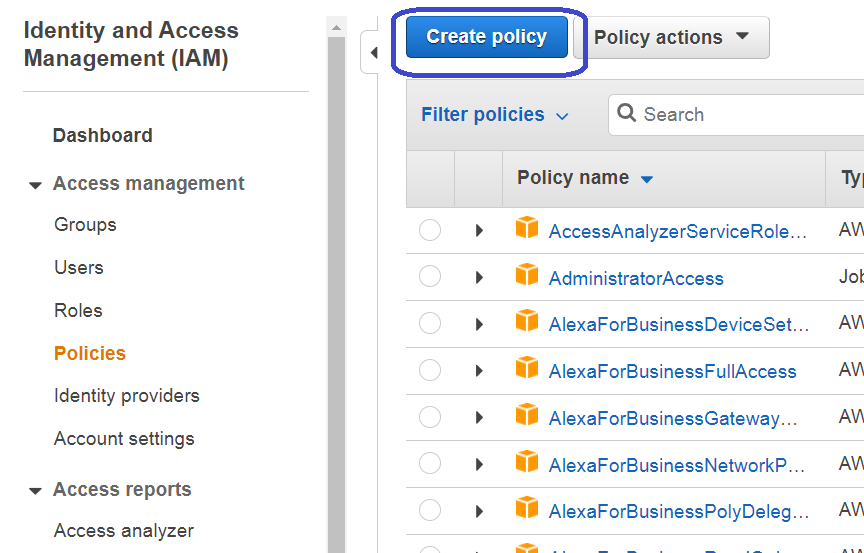 Identity and Access
Management (IAM)
Dashboard
Access management
Groups
Users
Roles
Policies
Identity providers
Account settings
Access reports
Access analyzer
Create policy
Policy actions
Filter policies
Search
Policy name
Typ
AccessAnalyzerServiceRole... AW
AdministratorAccess Job
AlexaForBusinessDeviceSet... AW
AlexaForBusinessFullAccess AW
AlexaForBusinessGateway... AW
AlexaForBusinessNetworkP... AW
AlexaForBusinessPolyDeleg... AW